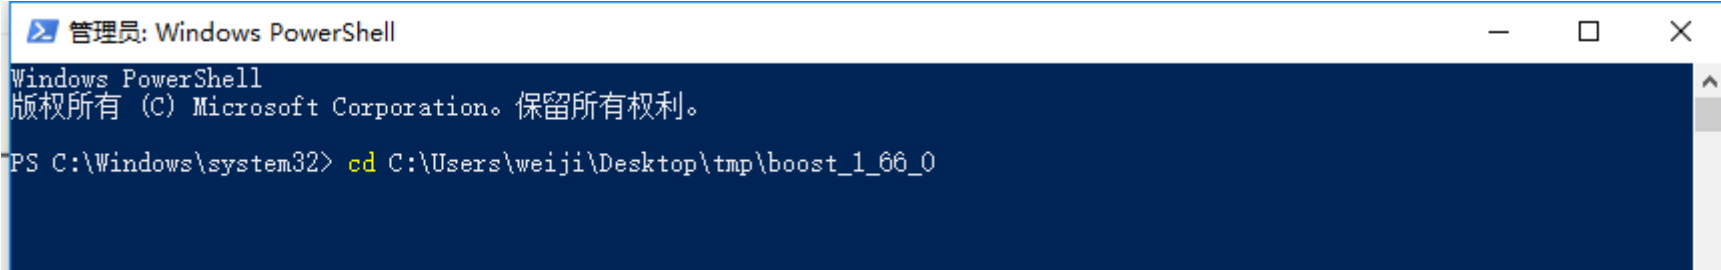 管理员: Windows PowerShell
Windows PowerShell
版权所有 (C) Microsoft Corporation。保留所有权利。
PS C:\Windows\system32> cd C:\Users\weiji\Desktop\tmp\boost_1_66_0